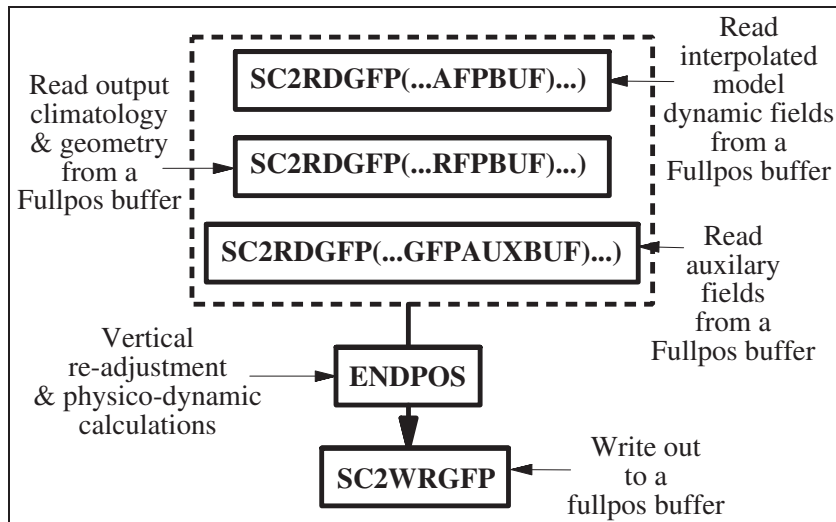 Read output
climatology
& geometry
from a
Fullpos buffer
SC2RDGFP(...AFPBUF)...)
Read
interpolated
model
dynamic fields
from a
Fullpos buffer
SC2RDGFP(...RFPBUF)...)
SC2RDGFP(...GFPAUXBUF)...)
Read
auxilary
fields
from a
Fullpos buffer
Vertical
re-adjustment
& physico-dynamic
calculations
ENDPOS
SC2WRGFP
Write out
to a
fullpos buffer